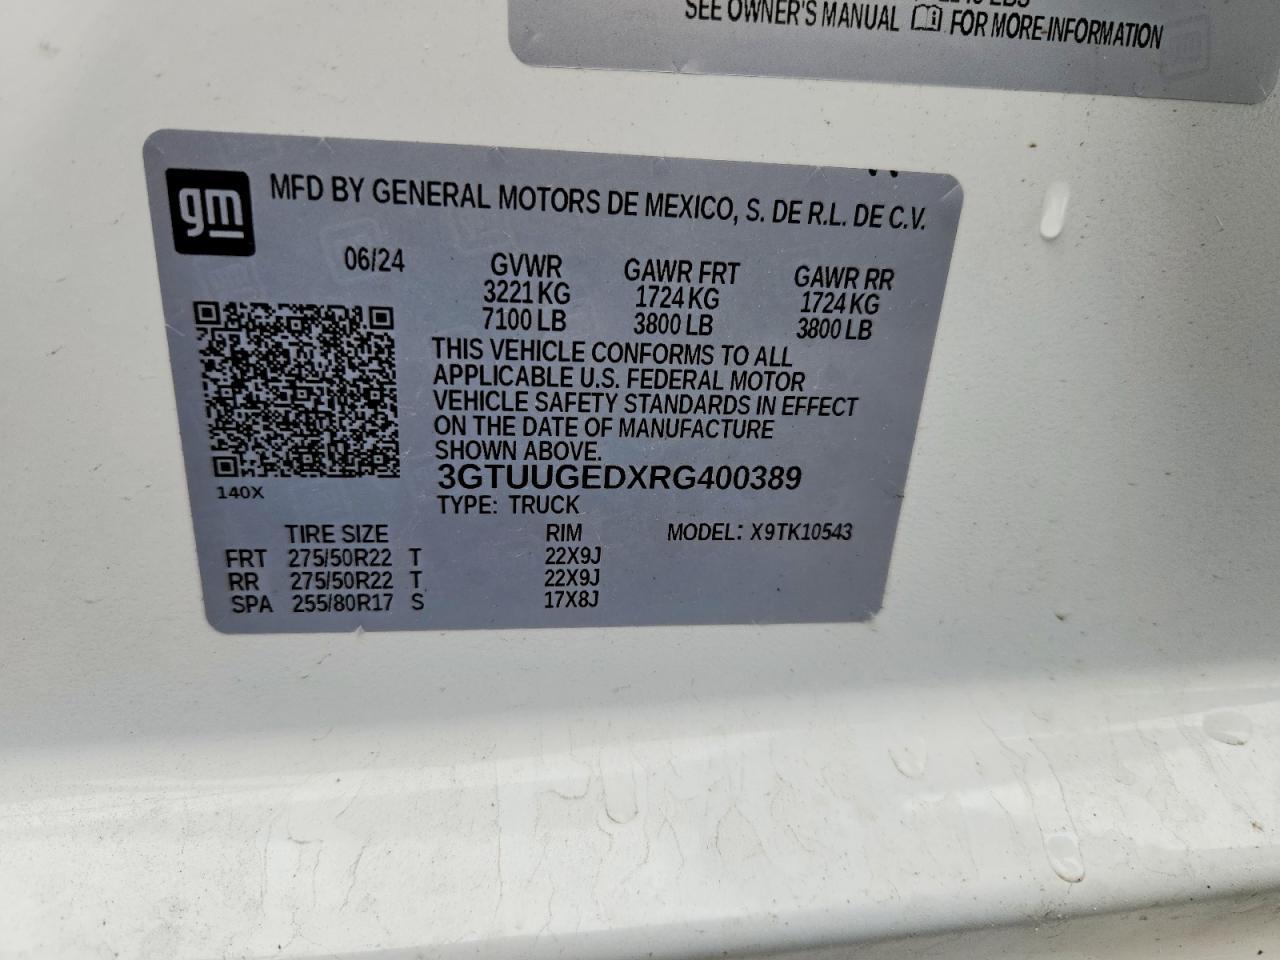 SEE OWNER'S MANUAL FOR MORE INFORMATION
gm
MFD BY GENERAL MOTORS DE MEXICO, S. DE R.L. DE C.V.
06/24 GVWR GAWR FRT GAWR RR
3221 KG 1724 KG 1724 KG
7100 LB 3800 LB 3800 LB
THIS VEHICLE CONFORMS TO ALL
APPLICABLE U.S. FEDERAL MOTOR
VEHICLE SAFETY STANDARDS IN EFFECT
ON THE DATE OF MANUFACTURE
SHOWN ABOVE.
3GTUUGEDXRG400389
140X
TYPE: TRUCK
TIRE SIZE RIM MODEL: X9TK10543
FRT 275/50R22 T 22X9J
RR 275/50R22 T 22X9J
SPA 255/80R17 S 17X8J